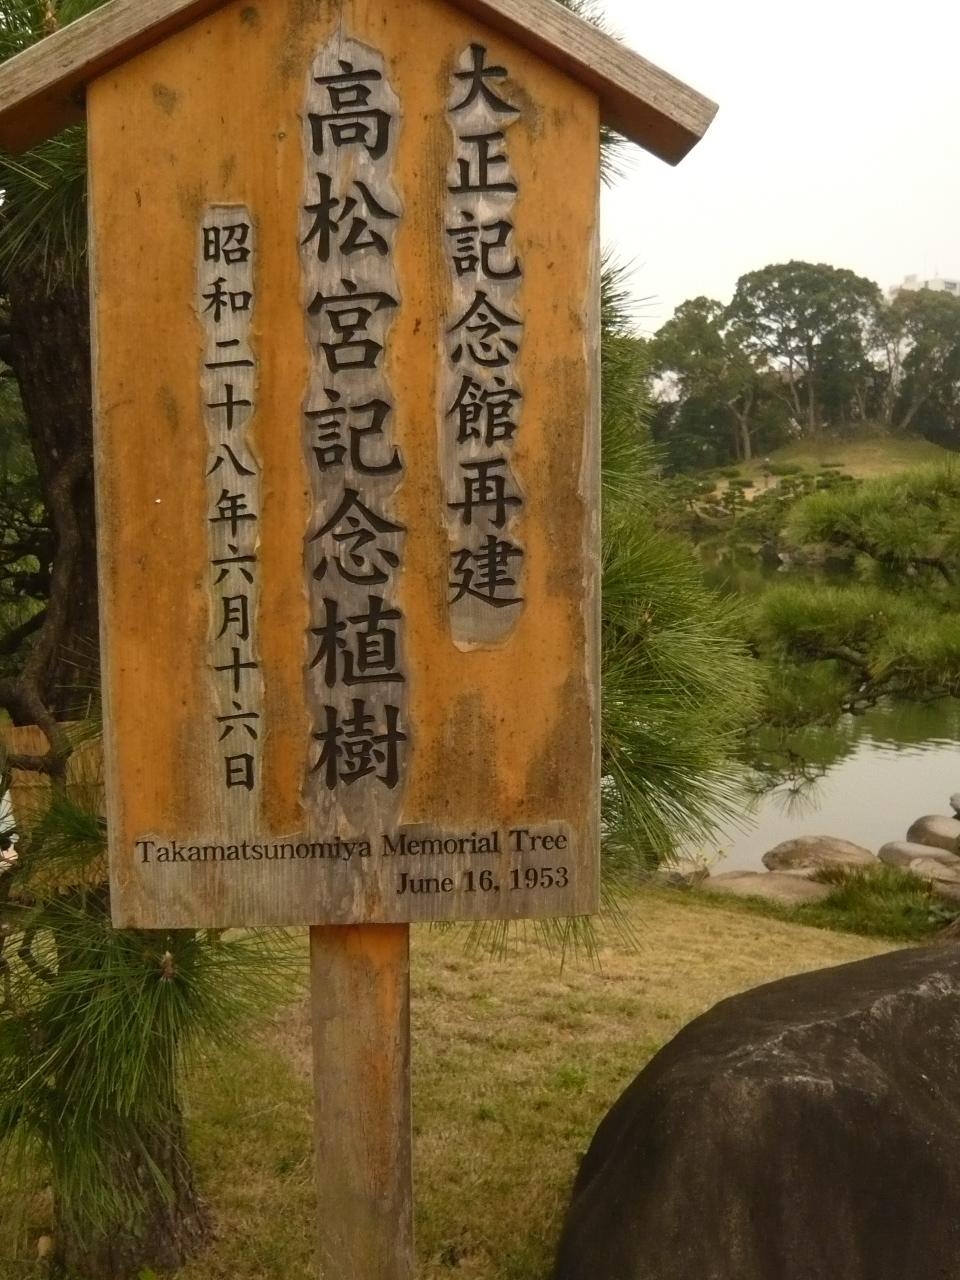 大正記念館再建
高松宮記念植樹
昭和二十八年六月十六日
Takamatsunomiya Memorial Tree
June 16, 1953